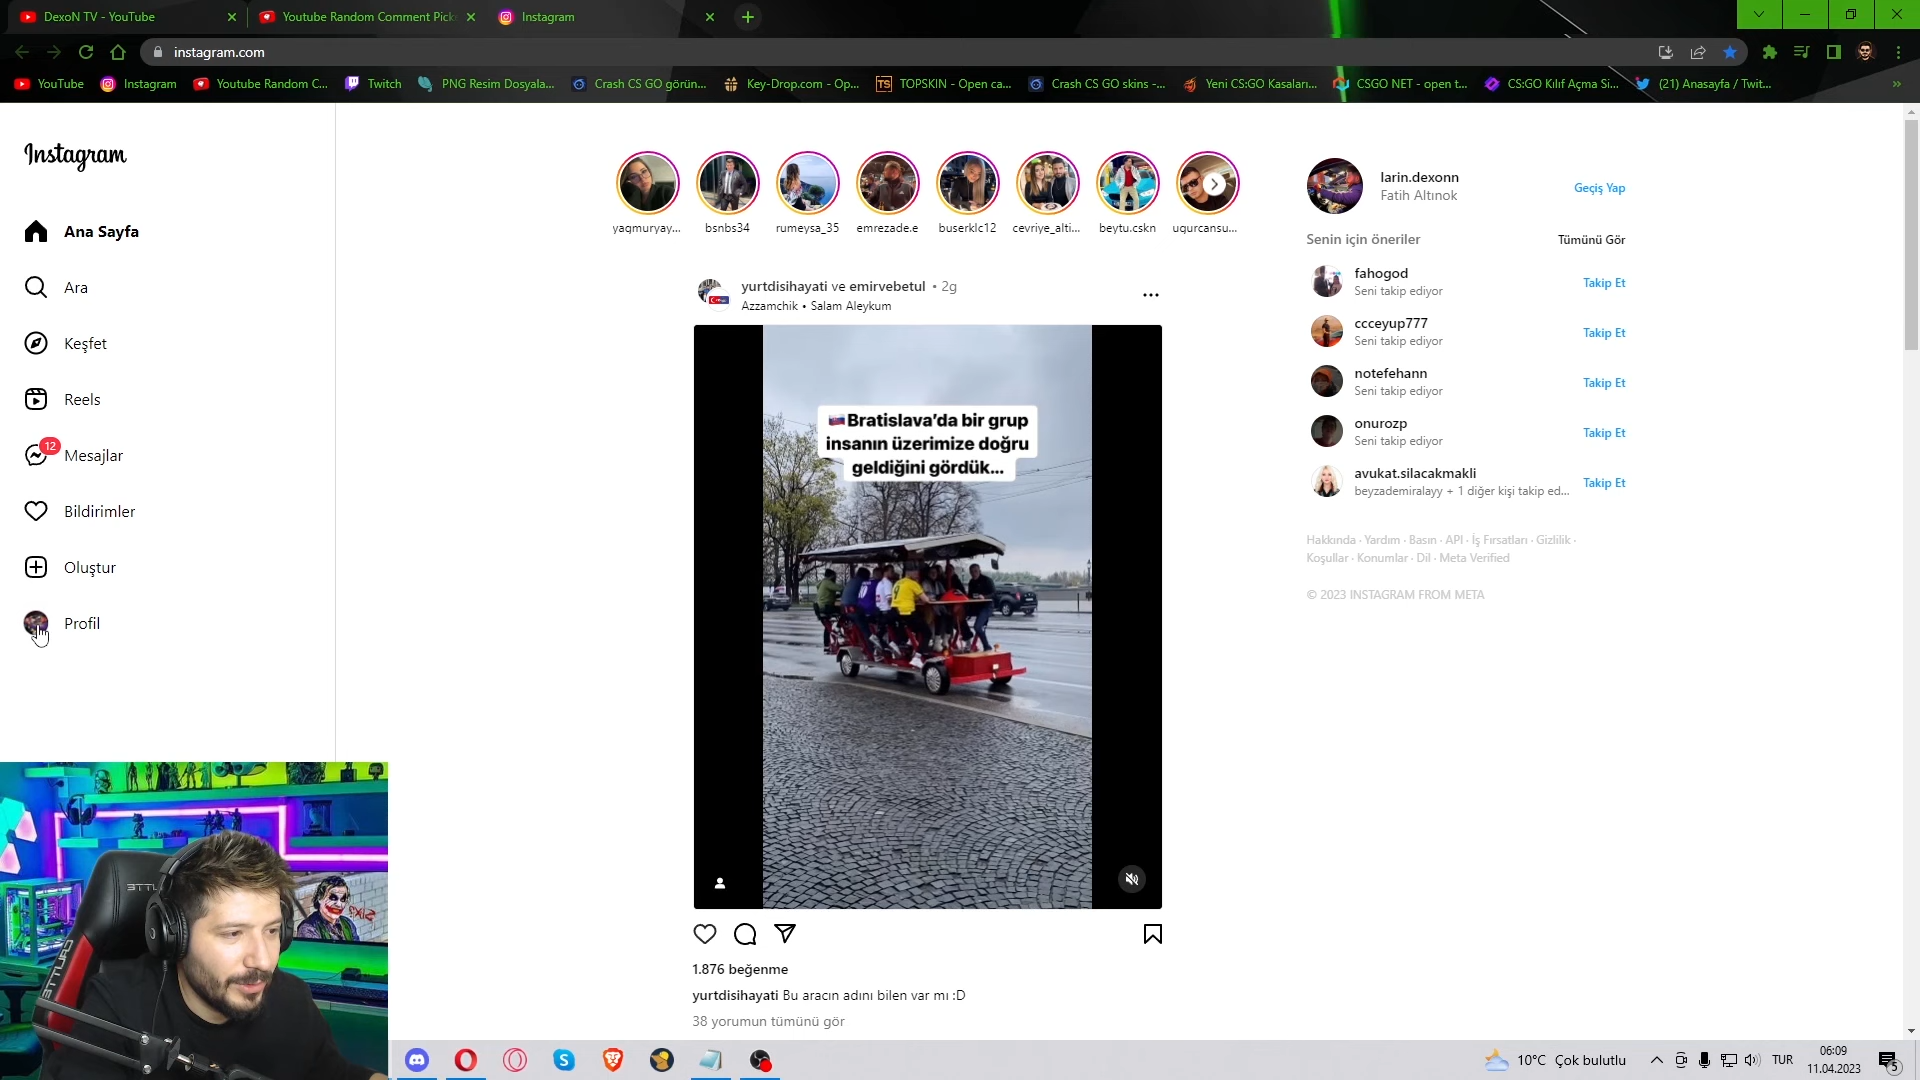 DexoN TV - YouTube
Youtube Random Comment Pick
Instagram
instagram.com
YouTube
Instagram
Youtube Random C...
Twitch
PNG Resim Dosyala...
Crash CS GO görün...
Key-Drop.com - Op...
TOPSKIN - Open ca...
Crash CS GO skins -...
Yeni CS:GO Kasaları...
CSGO NET - open t...
CS:GO Kılıf Açma Si...
(21) Anasayfa / Twit...
Instagram
Ana Sayfa
Ara
Keşfet
Reels
12
Mesajlar
Bildirimler
Oluştur
Profil
yaqmuryay...
bsnbs34
rumeysa_35
emrezade.e
buserklc12
cevriye_alti...
beytu.cskn
uqurcansu...
yurtdisihayati ve emirvebetul • 2g
Azzamchik • Salam Aleykum
Bratislava’da bir grup
insanın üzerimize doğru
geldiğini gördük...
1.876 beğenme
yurtdisihayati Bu aracın adını bilen var mı :D
38 yorumun tümünü gör
larin.dexonn
Fatih Altınok
Geçiş Yap
Senin için öneriler
Tümünü Gör
fahogod
Seni takip ediyor
Takip Et
ccceyup777
Seni takip ediyor
Takip Et
notefehann
Seni takip ediyor
Takip Et
onurozp
Seni takip ediyor
Takip Et
avukat.silacakmakli
beyzademiralayy + 1 diğer kişi takip ed...
Takip Et
Hakkında · Yardım · Basın · API · İş Fırsatları · Gizlilik ·
Koşullar · Konumlar · Dil · Meta Verified
© 2023 INSTAGRAM FROM META
10°C Çok bulutlu
TUR
06:09
11.04.2023
5